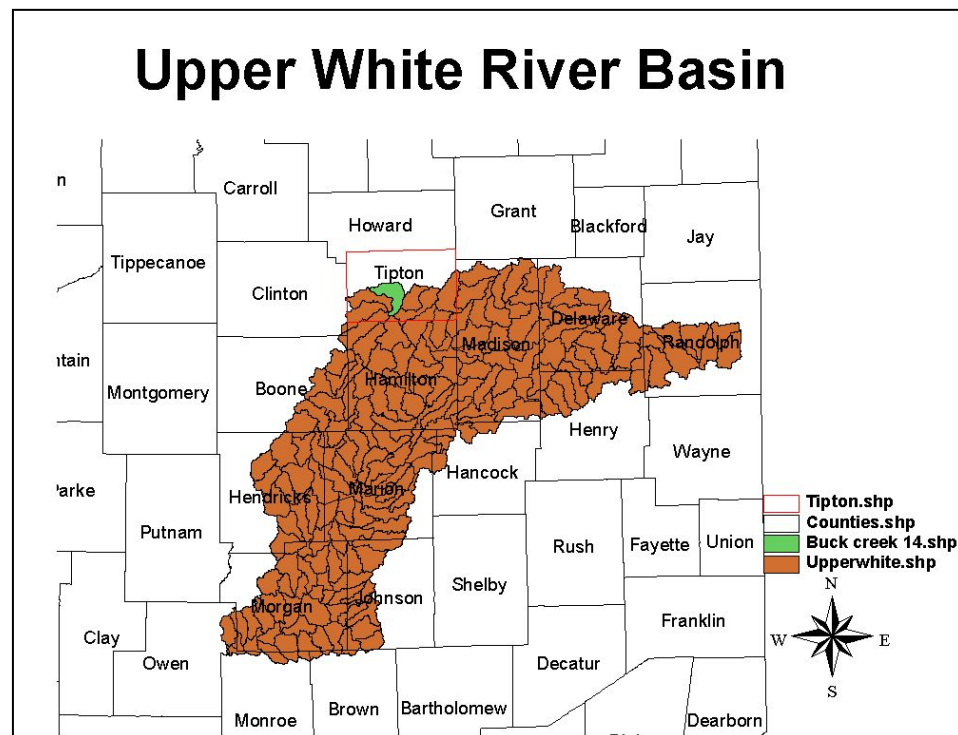 Upper White River Basin
Carroll
Grant
Howard
Blackford
Jay
Tippecanoe
Tipton
Clinton
Delaware
Madison
Randolph
Boone
Hamilton
Montgomery
Henry
Wayne
Hancock
Marion
Hendricks
Putnam
Rush
Fayette
Union
Shelby
Johnson
Morgan
Franklin
Clay
Owen
Decatur
Monroe
Brown
Bartholomew
Dearborn
Tipton.shp
Counties.shp
Buck creek 14.shp
Upperwhite.shp
N
W
E
S